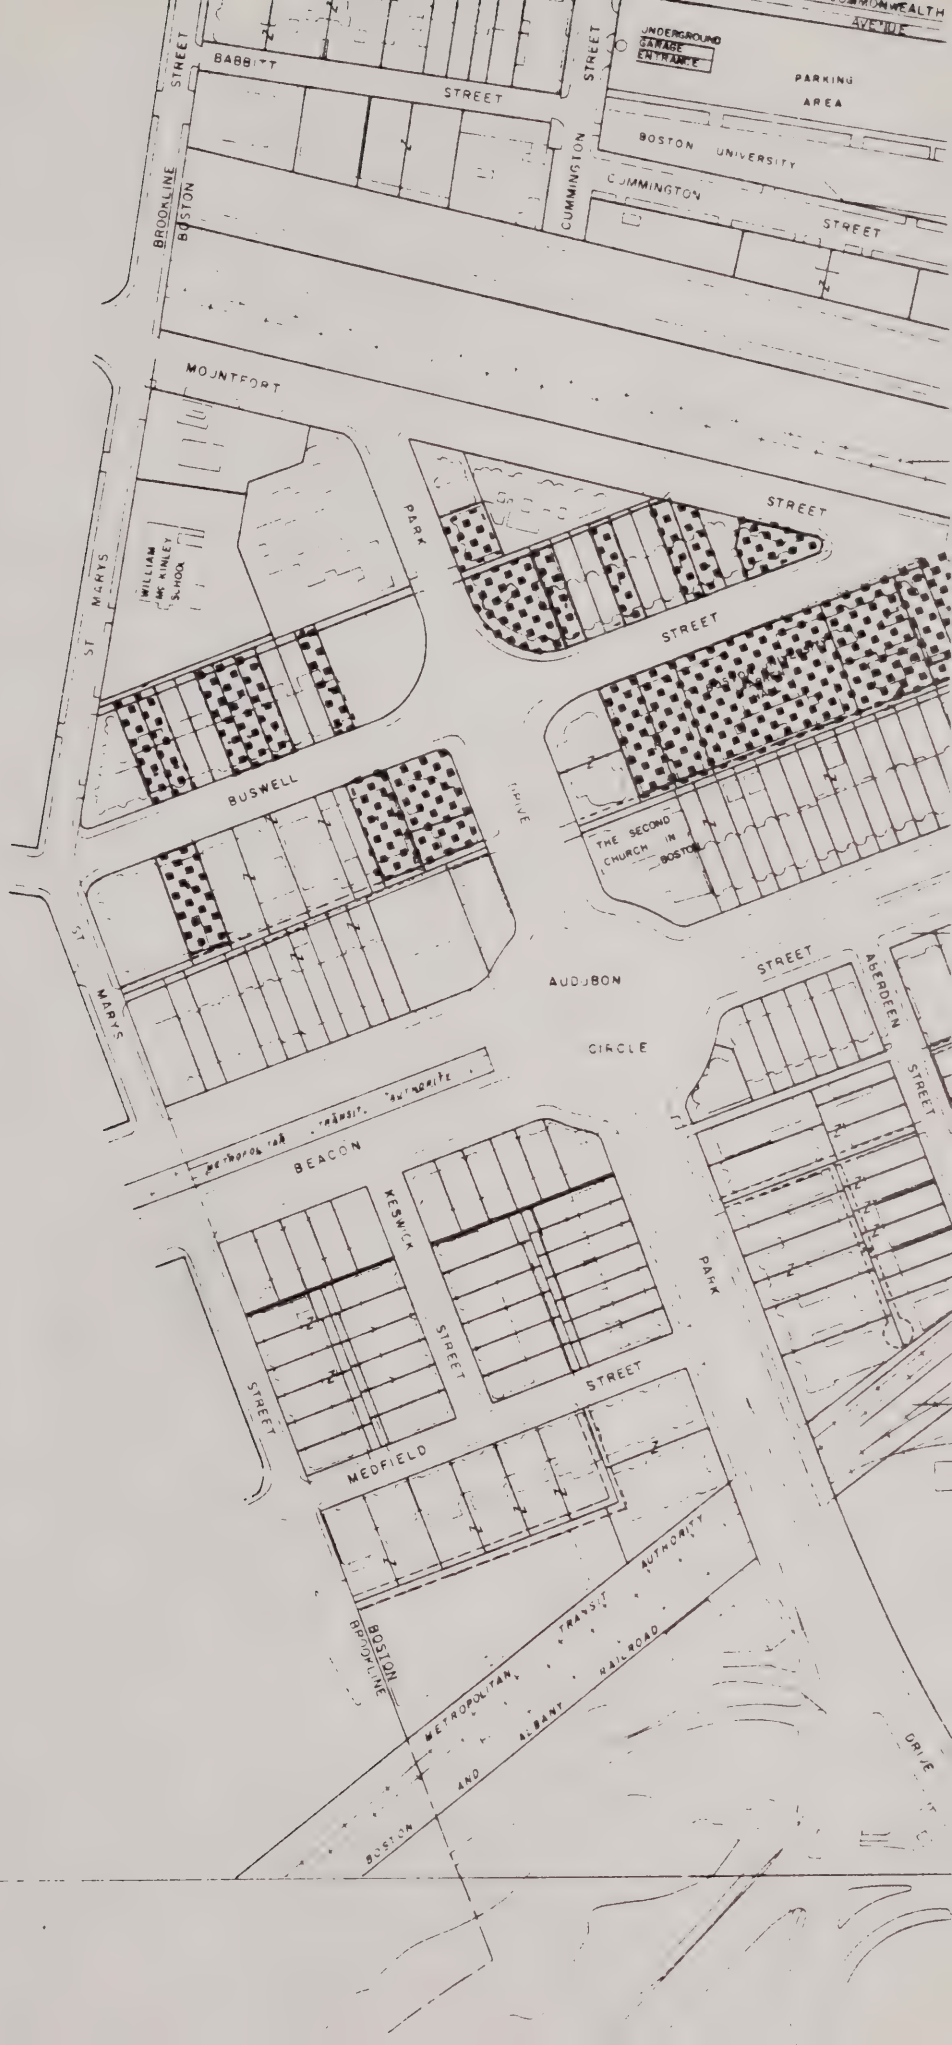 COMMONWEALTH
AVENUE
UNDERGROUND
GARAGE
ENTRANCE
PARKING
AREA
STREET
STREET
BABBITT
STREET
BOSTON UNIVERSITY
CUMMINGTON
CUMMINGTON
STREET
BROOKLINE
BOSTON
MOUNTFORT
STREET
PARK
WILLIAM
MC KINLEY
SCHOOL
ST MARYS
STREET
BUSWELL
DRIVE
THE SECOND
CHURCH IN
BOSTON
ST MARYS
AUDUBON
CIRCLE
STREET
ABERDEEN
STREET
METROPOLITAN TRANSIT AUTHORITY
BEACON
KESWICK
STREET
PARK
STREET
STREET
MEDFIELD
BOSTON
BROOKLINE
METROPOLITAN TRANSIT AUTHORITY
BOSTON AND ALBANY RAILROAD
DRIVE